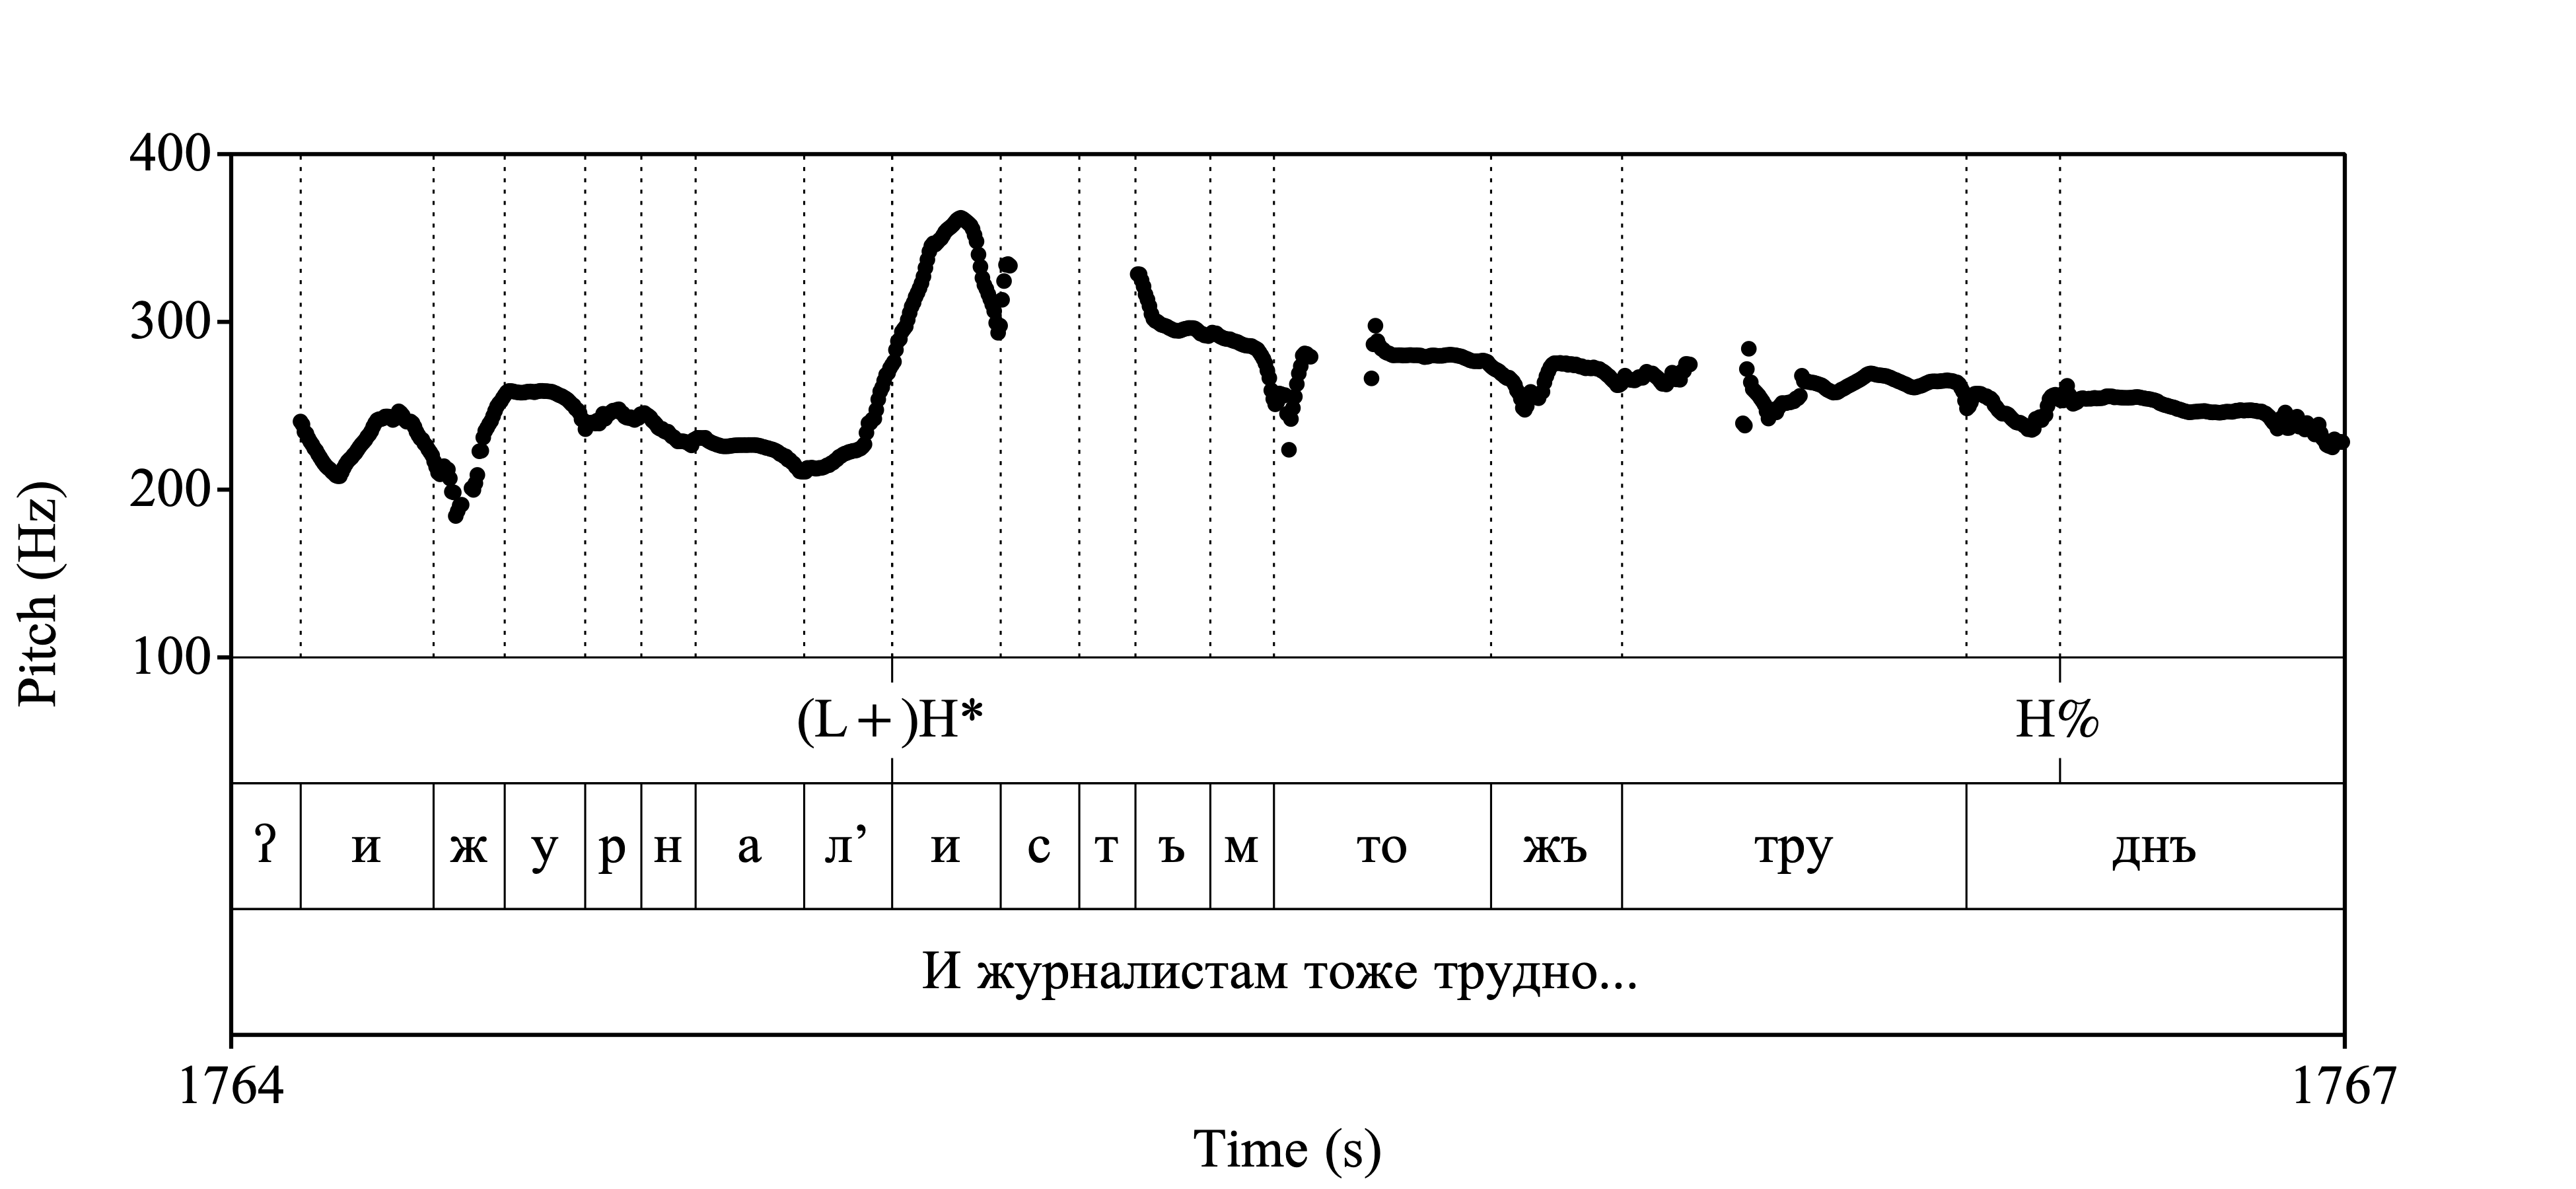 400
300
200
100
Pitch (Hz)
(L+)H* H%
ʔ и ж у р н а л’ и с т ъ м то жъ тру днъ
И журналистам тоже трудно...
1764 1767
Time (s)